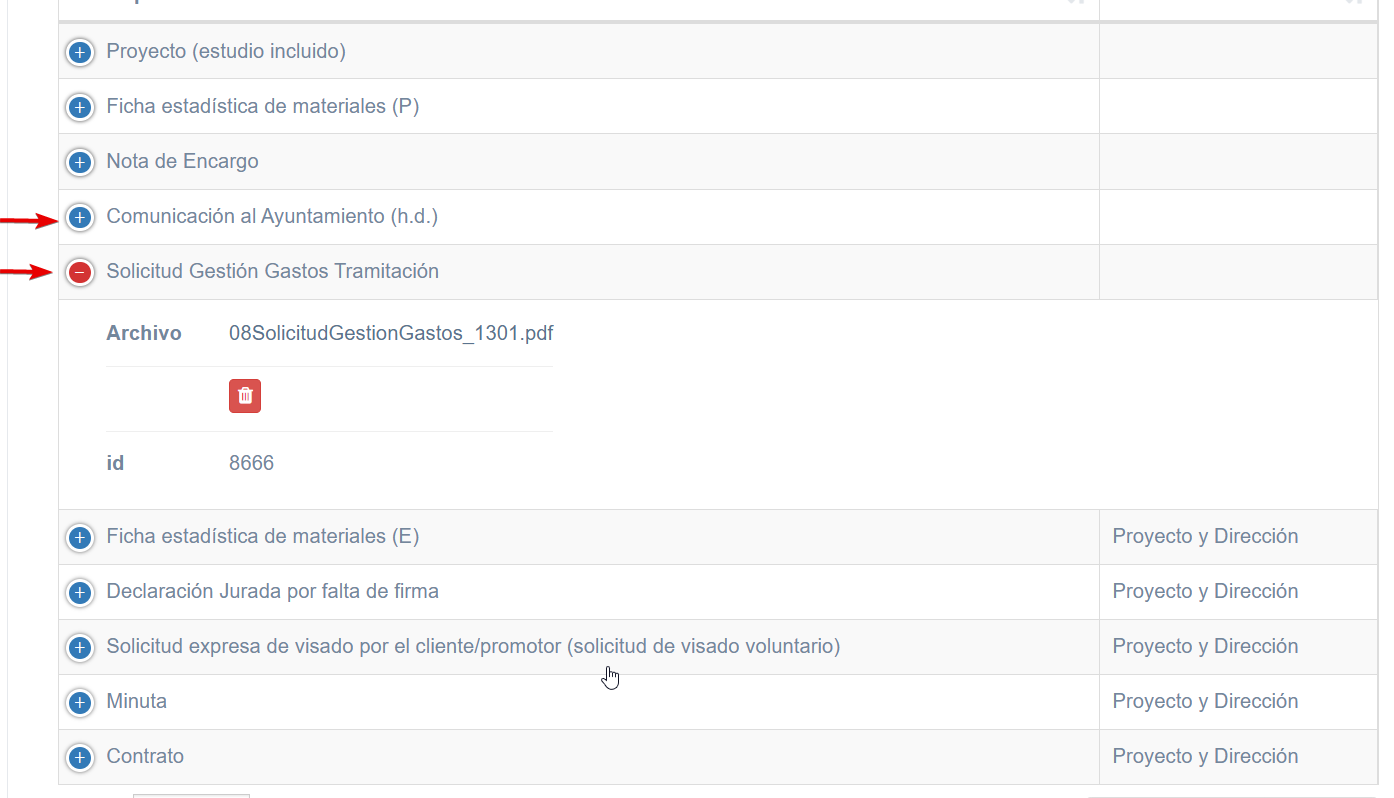 Proyecto (estudio incluido)
Ficha estadística de materiales (P)
Nota de Encargo
Comunicación al Ayuntamiento (h.d.)
Solicitud Gestión Gastos Tramitación
Archivo 08SolicitudGestionGastos_1301.pdf
id 8666
Ficha estadística de materiales (E) Proyecto y Dirección
Declaración Jurada por falta de firma Proyecto y Dirección
Solicitud expresa de visado por el cliente/promotor (solicitud de visado voluntario) Proyecto y Dirección
Minuta Proyecto y Dirección
Contrato Proyecto y Dirección